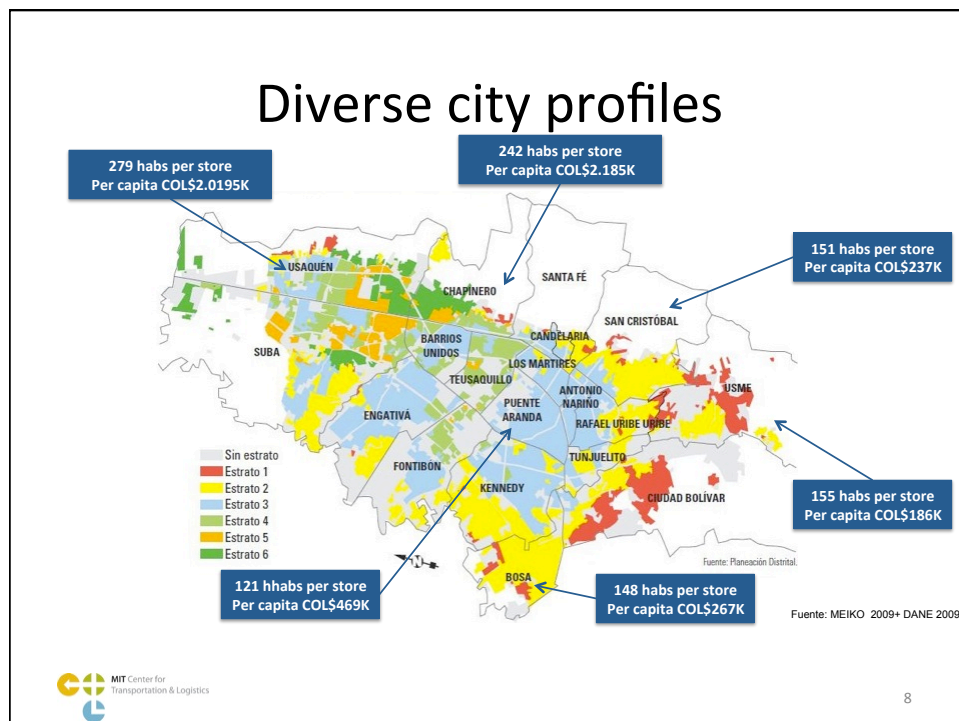 Diverse city profiles
279 habs per store
Per capita COL$2.0195K
242 habs per store
Per capita COL$2.185K
151 habs per store
Per capita COL$237K
USAQUÉN
CHAPINERO
SANTA FÉ
SAN CRISTÓBAL
CANDELARIA
BARRIOS
UNIDOS
SUBA
LOS MARTIRES
TEUSAQUILLO
USME
ANTONIO
NARIÑO
PUENTE
ARANDA
ENGATIVÁ
RAFAEL URIBE URIBE
TUNJUELITO
FONTIBÓN
KENNEDY
CIUDAD BOLÍVAR
Sin estrato
Estrato 1
Estrato 2
Estrato 3
Estrato 4
Estrato 5
Estrato 6
155 habs per store
Per capita COL$186K
N
Fuente: Planeación Distrital.
BOSA
121 hhabs per store
Per capita COL$469K
148 habs per store
Per capita COL$267K
Fuente: MEIKO 2009+ DANE 2009
MIT Center for
Transportation & Logistics
8